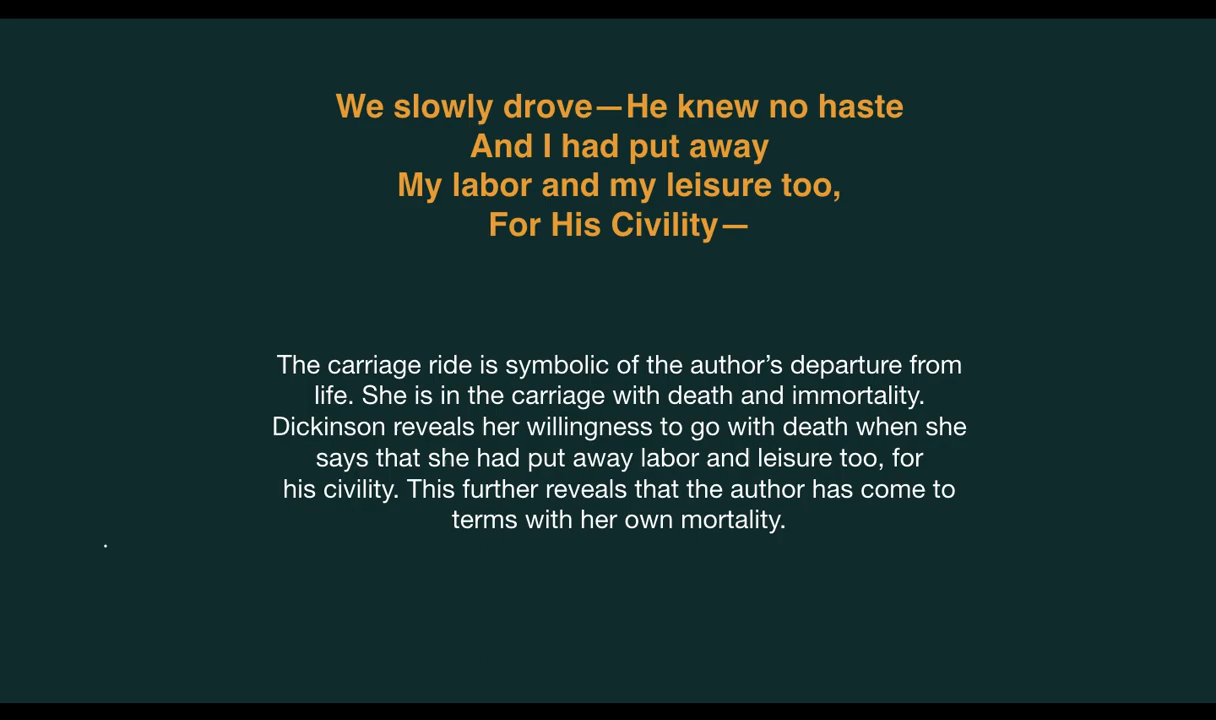 We slowly drove—He knew no haste
And I had put away
My labor and my leisure too,
For His Civility—
The carriage ride is symbolic of the author’s departure from
life. She is in the carriage with death and immortality.
Dickinson reveals her willingness to go with death when she
says that she had put away labor and leisure too, for
his civility. This further reveals that the author has come to
terms with her own mortality.
.